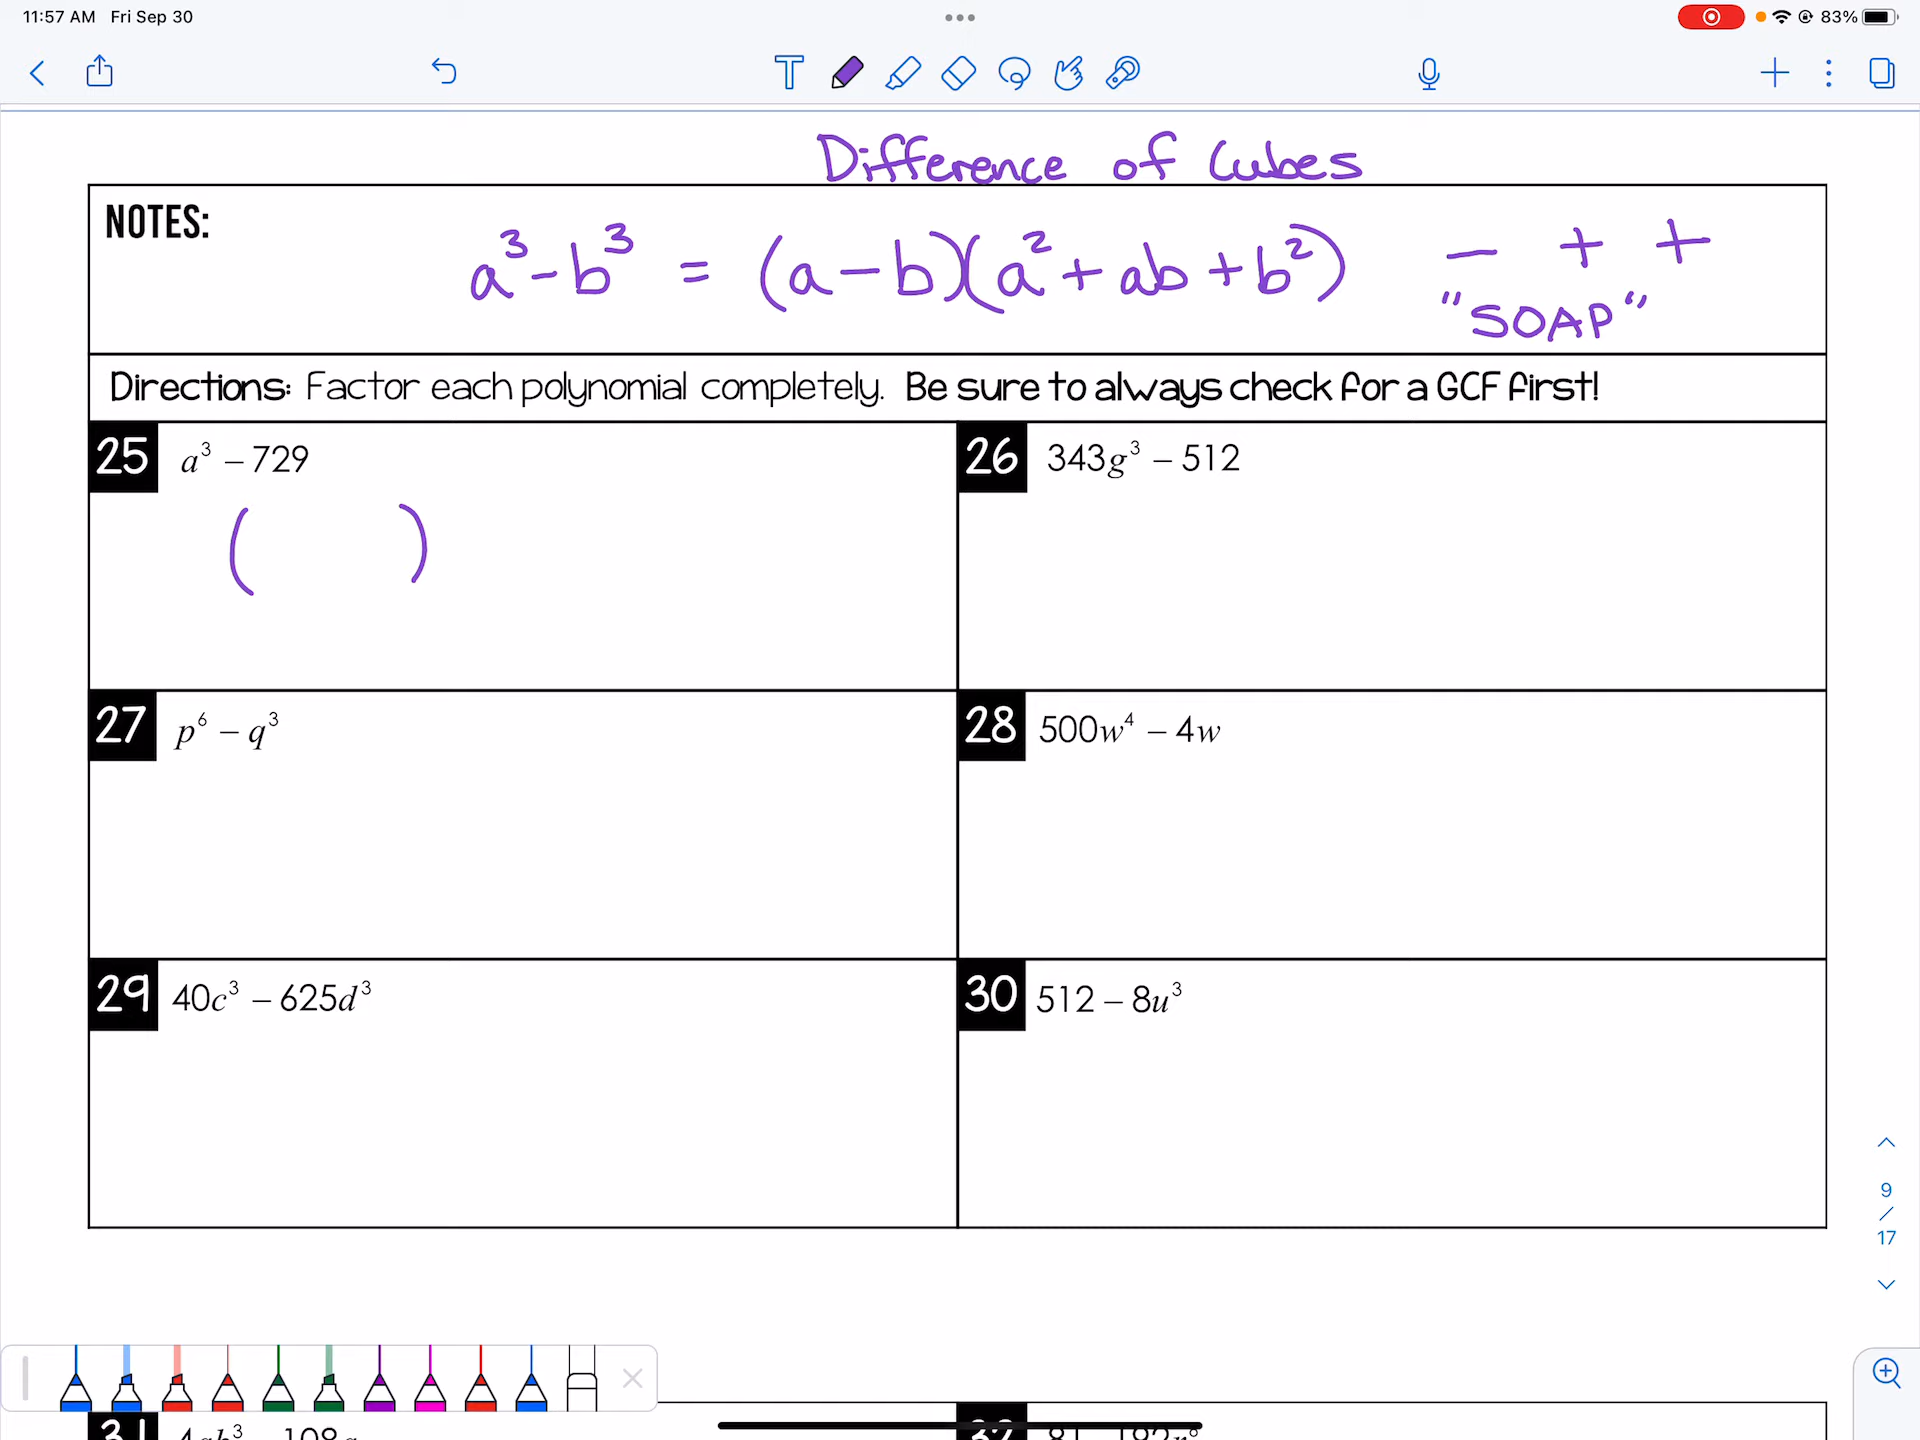 11:57 AM Fri Sep 30
83%
T
Difference of Cubes
NOTES:
a³-b³ = (a-b)(a²+ab+b²) - + +
"SOAP"
Directions: Factor each polynomial completely. Be sure to always check for a GCF first!
25 a³ – 729
26 343g³ – 512
( )
27 p⁶ – q³
28 500w⁴ – 4w
29 40c³ – 625d³
30 512 – 8u³
9
/
17
31